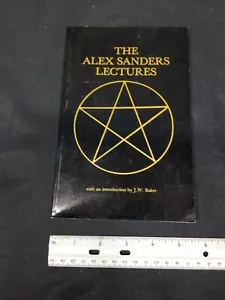 THE
ALEX SANDERS
LECTURES
with an introduction by J.W. Baker